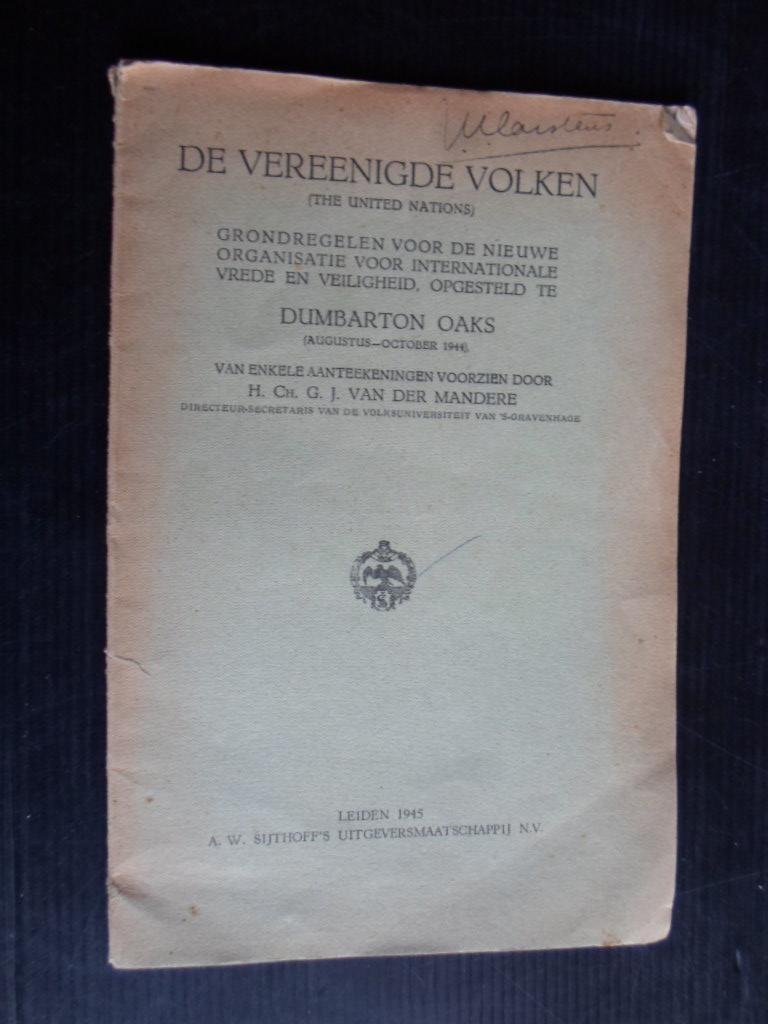 DE VEREENIGDE VOLKEN
(THE UNITED NATIONS)
GRONDREGELEN VOOR DE NIEUWE
ORGANISATIE VOOR INTERNATIONALE
VREDE EN VEILIGHEID, OPGESTELD TE
DUMBARTON OAKS
(AUGUSTUS—OCTOBER 1944),
VAN ENKELE AANTEEKENINGEN VOORZIEN DOOR
H. CH. G. J. VAN DER MANDERE
DIRECTEUR-SECRETARIS VAN DE VOLKSUNIVERSITEIT VAN 'S-GRAVENHAGE
S
LEIDEN 1945
A. W. SIJTHOFF'S UITGEVERSMAATSCHAPPIJ N.V.